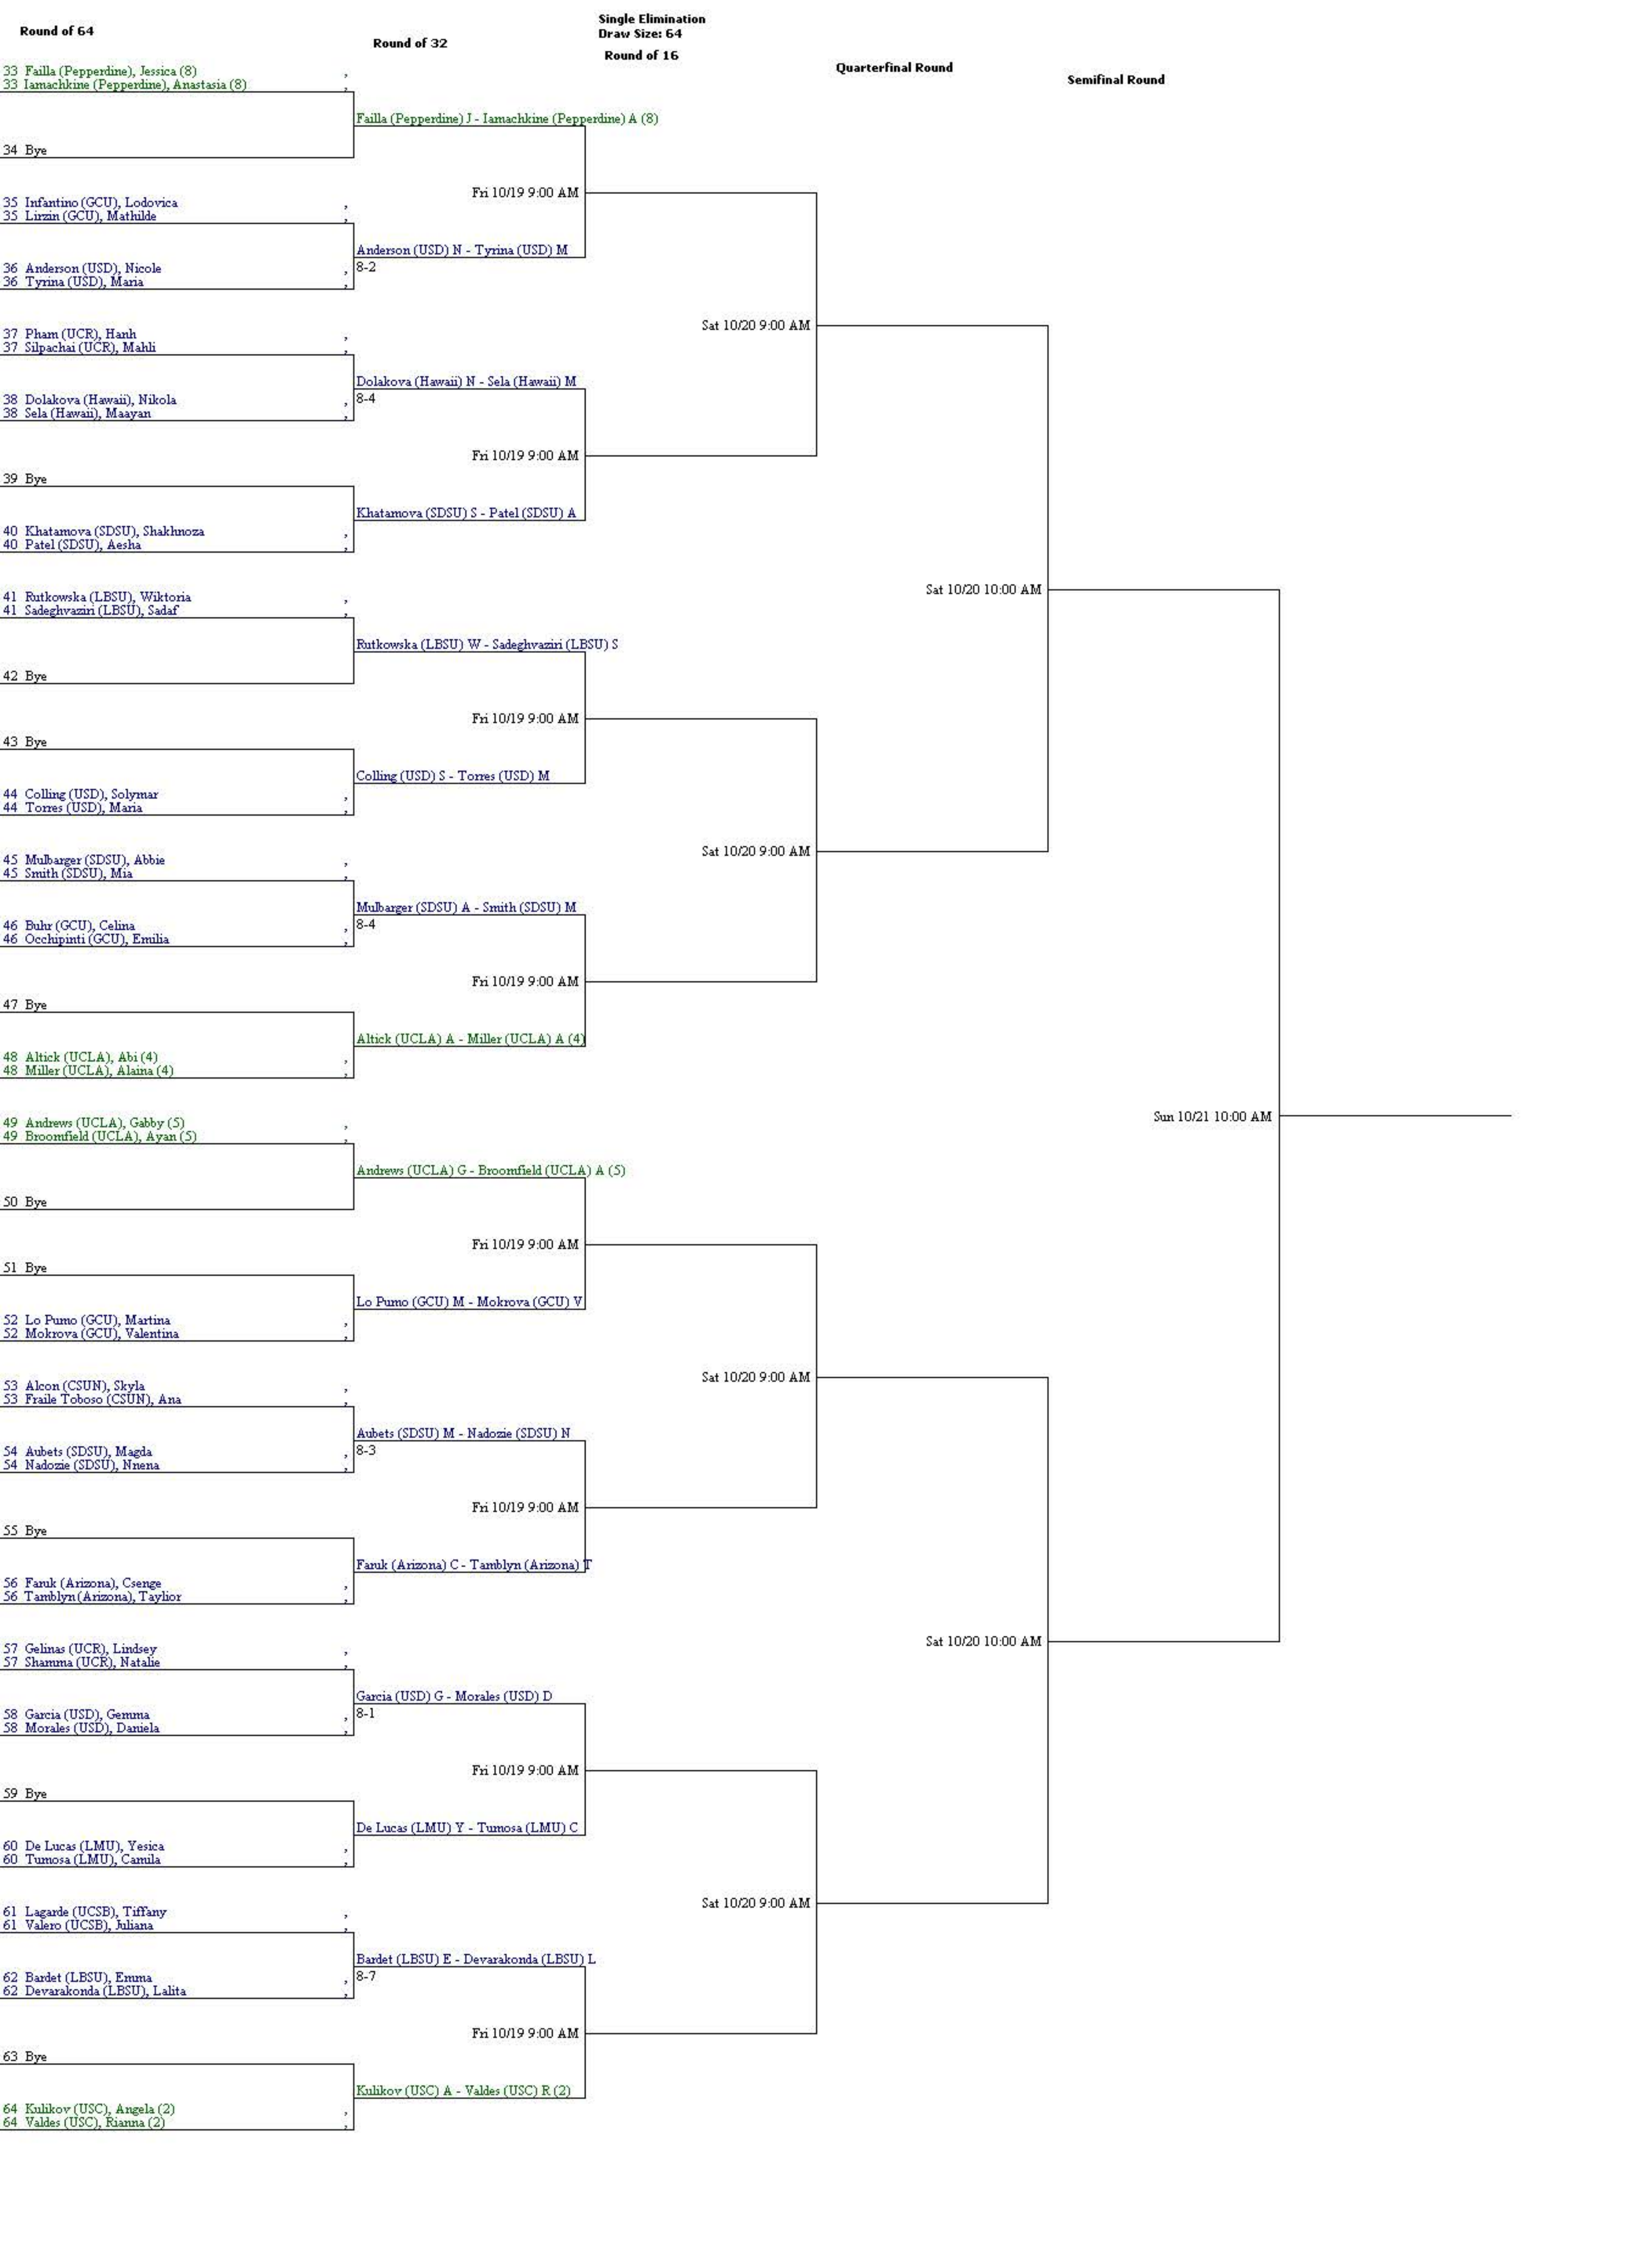 Single Elimination
Draw Size: 64
Round of 64
Round of 32
Round of 16
Quarterfinal Round
Semifinal Round
33 Failla (Pepperdine), Jessica (8) ,
33 Iamachkine (Pepperdine), Anastasia (8) ,
Failla (Pepperdine) J - Iamachkine (Pepperdine) A (8)
34 Bye
Fri 10/19 9:00 AM
35 Infantino (GCU), Lodovica ,
35 Lirzin (GCU), Mathilde ,
Anderson (USD) N - Tyrina (USD) M
36 Anderson (USD), Nicole , 8-2
36 Tyrina (USD), Maria ,
Sat 10/20 9:00 AM
37 Pham (UCR), Hanh ,
37 Silpachai (UCR), Mahli ,
Dolakova (Hawaii) N - Sela (Hawaii) M
38 Dolakova (Hawaii), Nikola , 8-4
38 Sela (Hawaii), Maayan ,
Fri 10/19 9:00 AM
39 Bye
Khatamova (SDSU) S - Patel (SDSU) A
40 Khatamova (SDSU), Shakhnoza ,
40 Patel (SDSU), Aesha ,
Sat 10/20 10:00 AM
41 Rutkowska (LBSU), Wiktoria ,
41 Sadeghvaziri (LBSU), Sadaf ,
Rutkowska (LBSU) W - Sadeghvaziri (LBSU) S
42 Bye
Fri 10/19 9:00 AM
43 Bye
Colling (USD) S - Torres (USD) M
44 Colling (USD), Solymar ,
44 Torres (USD), Maria ,
Sat 10/20 9:00 AM
45 Mulbarger (SDSU), Abbie ,
45 Smith (SDSU), Mia ,
Mulbarger (SDSU) A - Smith (SDSU) M
46 Buhr (GCU), Celina , 8-4
46 Occhipinti (GCU), Emilia ,
Fri 10/19 9:00 AM
47 Bye
Altick (UCLA) A - Miller (UCLA) A (4)
48 Altick (UCLA), Abi (4) ,
48 Miller (UCLA), Alaina (4) ,
Sun 10/21 10:00 AM
49 Andrews (UCLA), Gabby (5) ,
49 Broomfield (UCLA), Ayan (5) ,
Andrews (UCLA) G - Broomfield (UCLA) A (5)
50 Bye
Fri 10/19 9:00 AM
51 Bye
Lo Pumo (GCU) M - Mokrova (GCU) V
52 Lo Pumo (GCU), Martina ,
52 Mokrova (GCU), Valentina ,
Sat 10/20 9:00 AM
53 Alcon (CSUN), Skyla ,
53 Fraile Toboso (CSUN), Ana ,
Aubets (SDSU) M - Nadozie (SDSU) N
54 Aubets (SDSU), Magda , 8-3
54 Nadozie (SDSU), Nnena ,
Fri 10/19 9:00 AM
55 Bye
Faruk (Arizona) C - Tamblyn (Arizona) T
56 Faruk (Arizona), Csenge ,
56 Tamblyn (Arizona), Taylior ,
Sat 10/20 10:00 AM
57 Gelinas (UCR), Lindsey ,
57 Shamma (UCR), Natalie ,
Garcia (USD) G - Morales (USD) D
58 Garcia (USD), Gemma , 8-1
58 Morales (USD), Daniela ,
Fri 10/19 9:00 AM
59 Bye
De Lucas (LMU) Y - Tumosa (LMU) C
60 De Lucas (LMU), Yesica ,
60 Tumosa (LMU), Camila ,
Sat 10/20 9:00 AM
61 Lagarde (UCSB), Tiffany ,
61 Valero (UCSB), Juliana ,
Bardet (LBSU) E - Devarakonda (LBSU) L
62 Bardet (LBSU), Emma , 8-7
62 Devarakonda (LBSU), Lalita ,
Fri 10/19 9:00 AM
63 Bye
Kulikov (USC) A - Valdes (USC) R (2)
64 Kulikov (USC), Angela (2) ,
64 Valdes (USC), Rianna (2) ,